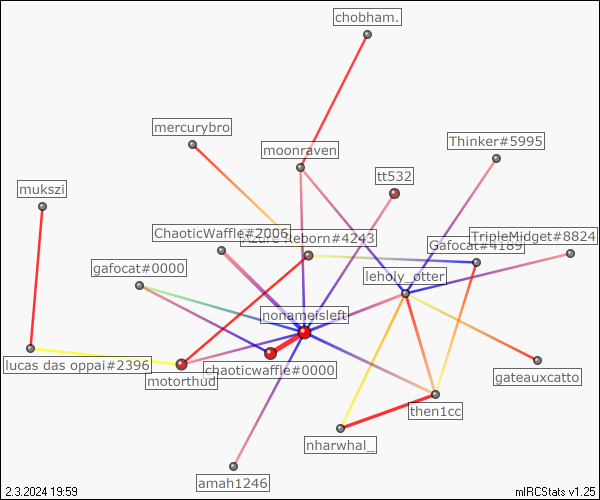 chobham.
mercurybro
Thinker#5995
moonraven
tt532
mukszi
ChaoticWaffle#2006
Azure Reborn#4243
TripleMidget#8824
Gafocat#4189
gafocat#0000
leholy_otter
nonameisleft
lucas das oppai#2396
chaoticwaffle#0000
motorthud
gateauxcatto
then1cc
nharwhal_
amah1246
2.3.2024 19:59
mIRCStats v1.25